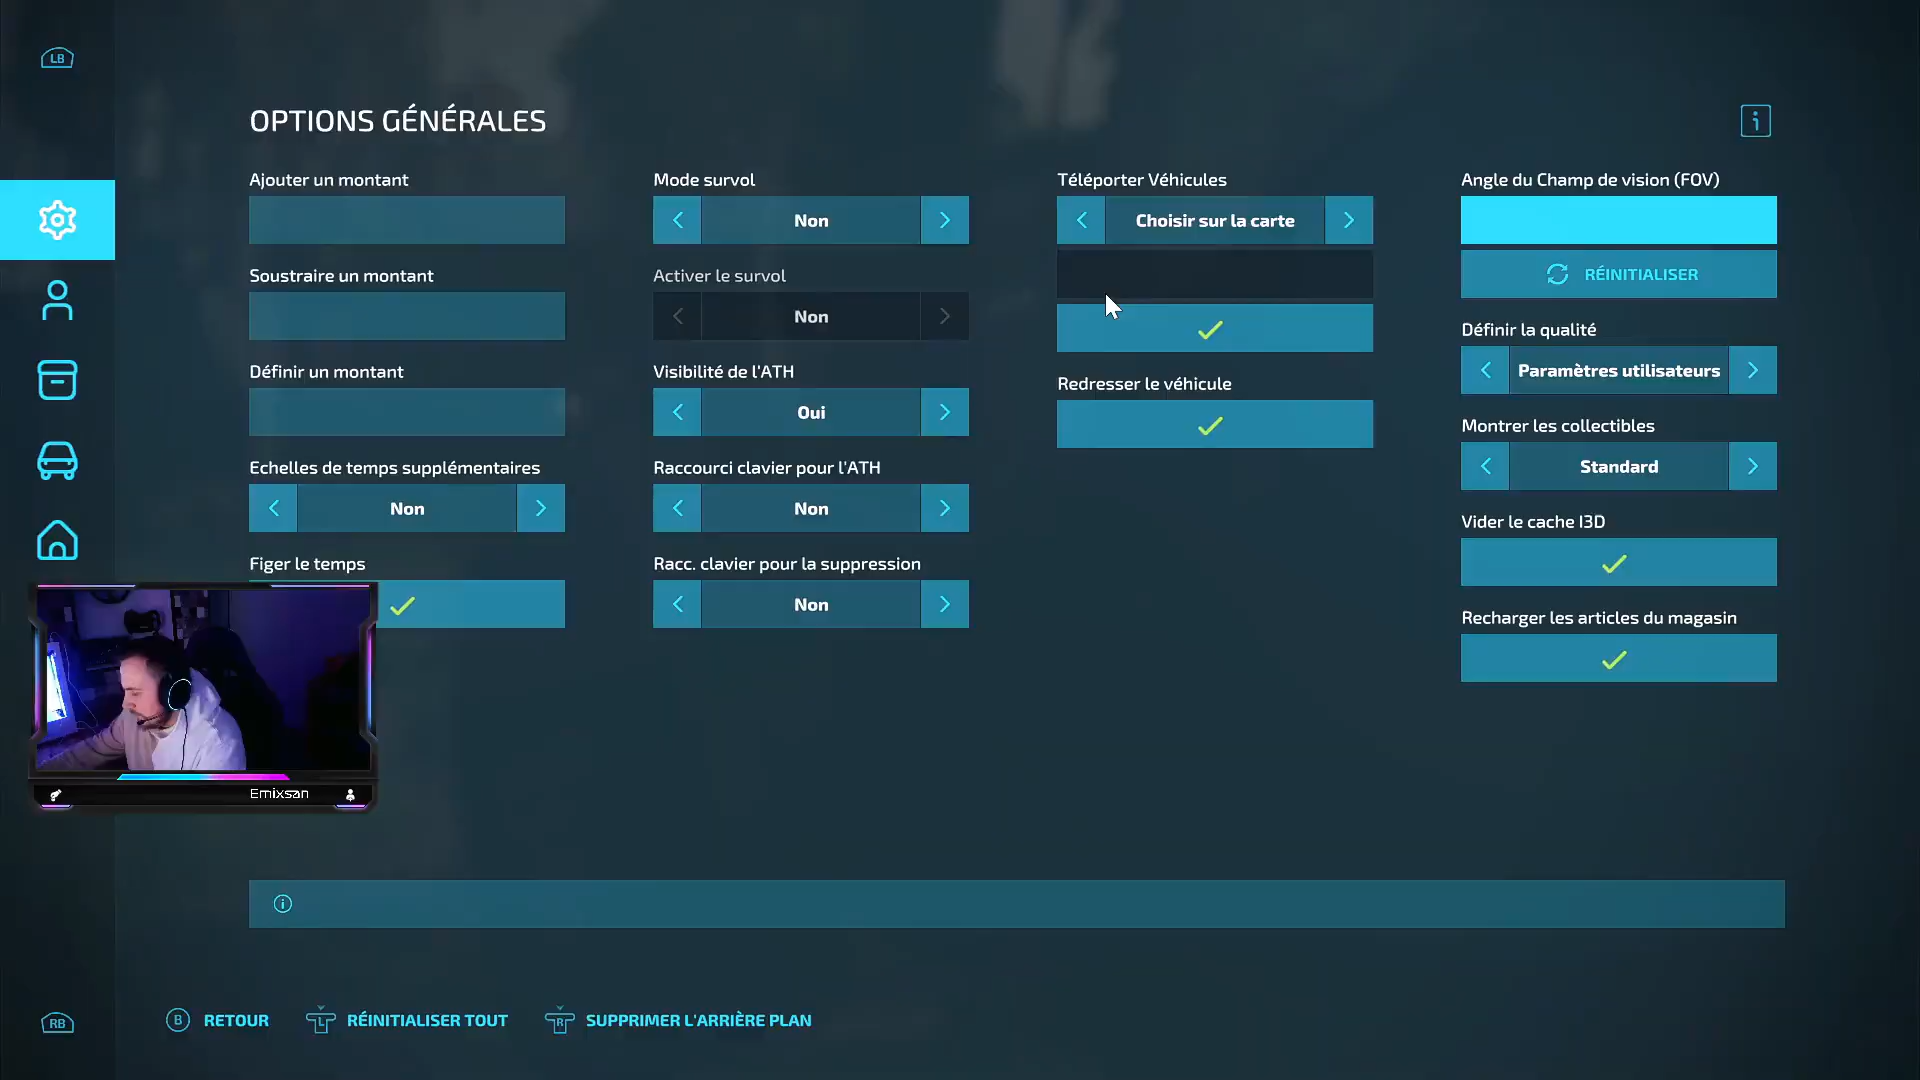 LB
OPTIONS GÉNÉRALES
Ajouter un montant
Soustraire un montant
Définir un montant
Echelles de temps supplémentaires
Non
Figer le temps
Mode survol
Non
Activer le survol
Non
Visibilité de l'ATH
Oui
Raccourci clavier pour l'ATH
Non
Racc. clavier pour la suppression
Non
Téléporter Véhicules
Choisir sur la carte
Redresser le véhicule
Angle du Champ de vision (FOV)
RÉINITIALISER
Définir la qualité
Paramètres utilisateurs
Montrer les collectibles
Standard
Vider le cache I3D
Recharger les articles du magasin
Emixsan
RB
B RETOUR
L RÉINITIALISER TOUT
R SUPPRIMER L'ARRIÈRE PLAN